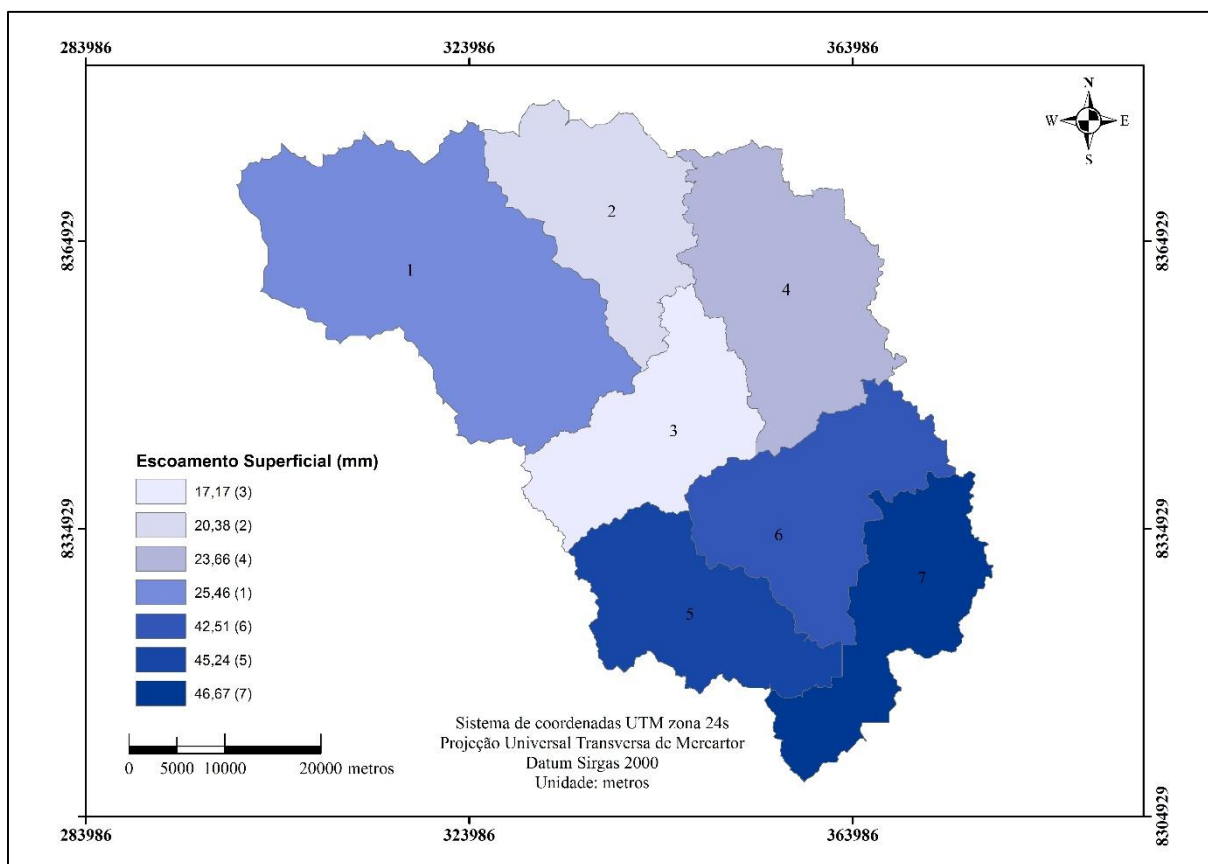 283986 323986 363986
N
W E
S
2
8364929 8364929
1
4
3
Escoamento Superficial (mm)
17,17 (3)
20,38 (2)
23,66 (4)
25,46 (1)
42,51 (6)
45,24 (5)
46,67 (7)
8334929 8334929
6
7
5
Sistema de coordenadas UTM zona 24s
Projeção Universal Transversa de Mercartor
Datum Sirgas 2000
Unidade: metros
0 5000 10000 20000 metros
8304929
283986 323986 363986